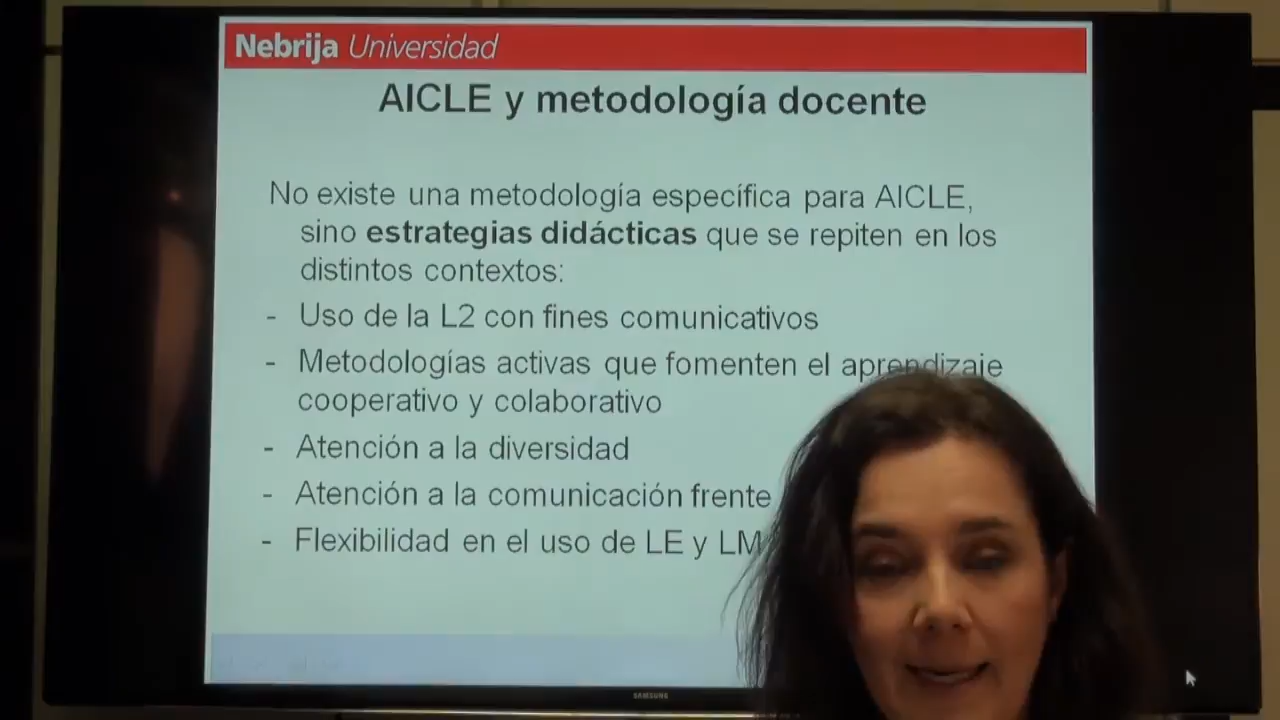 Nebrija Universidad
AICLE y metodología docente
No existe una metodología específica para AICLE,
sino estrategias didácticas que se repiten en los
distintos contextos:
- Uso de la L2 con fines comunicativos
- Metodologías activas que fomenten el aprendizaje
cooperativo y colaborativo
- Atención a la diversidad
- Atención a la comunicación frente
- Flexibilidad en el uso de LE y LM
SAMSUNG